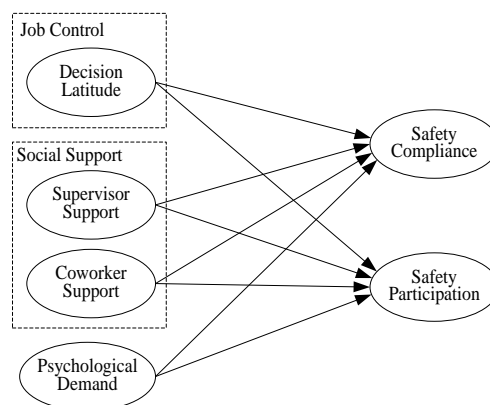 Job Control
Decision
Latitude
Social Support
Supervisor
Support
Coworker
Support
Psychological
Demand
Safety
Compliance
Safety
Participation